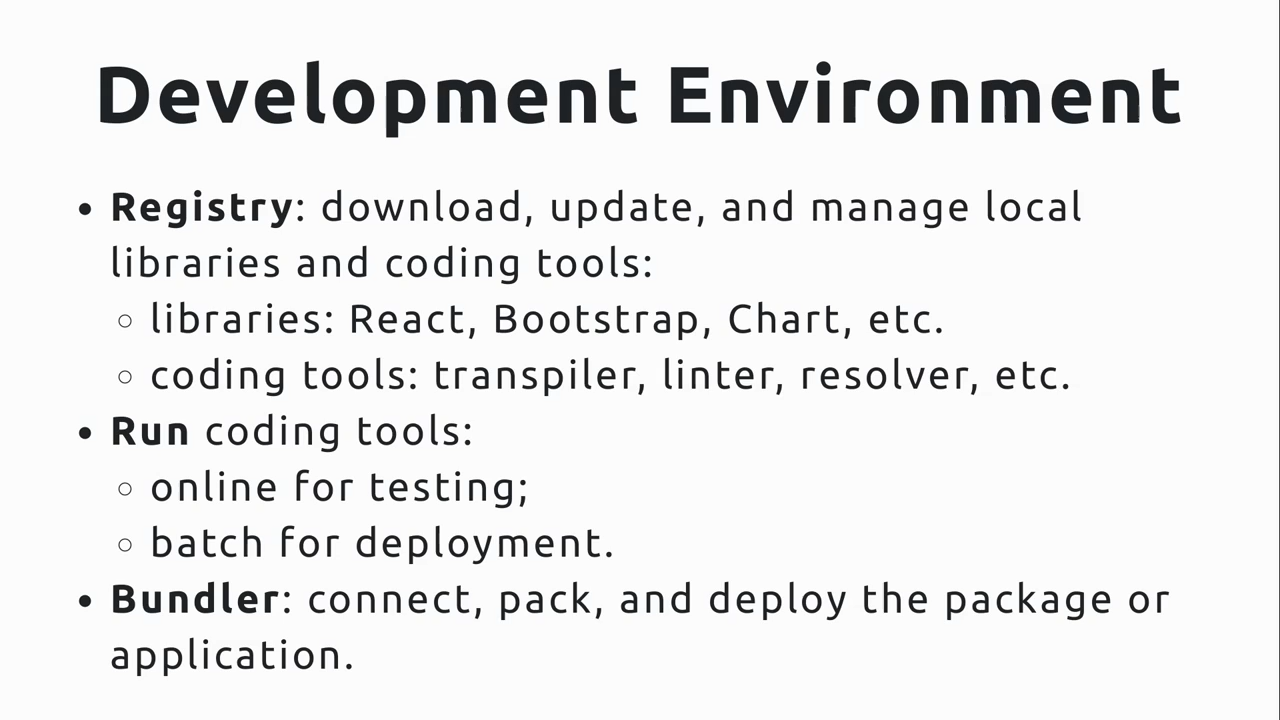 Development Environment
• Registry: download, update, and manage local
libraries and coding tools:
◦ libraries: React, Bootstrap, Chart, etc.
◦ coding tools: transpiler, linter, resolver, etc.
• Run coding tools:
◦ online for testing;
◦ batch for deployment.
• Bundler: connect, pack, and deploy the package or
application.